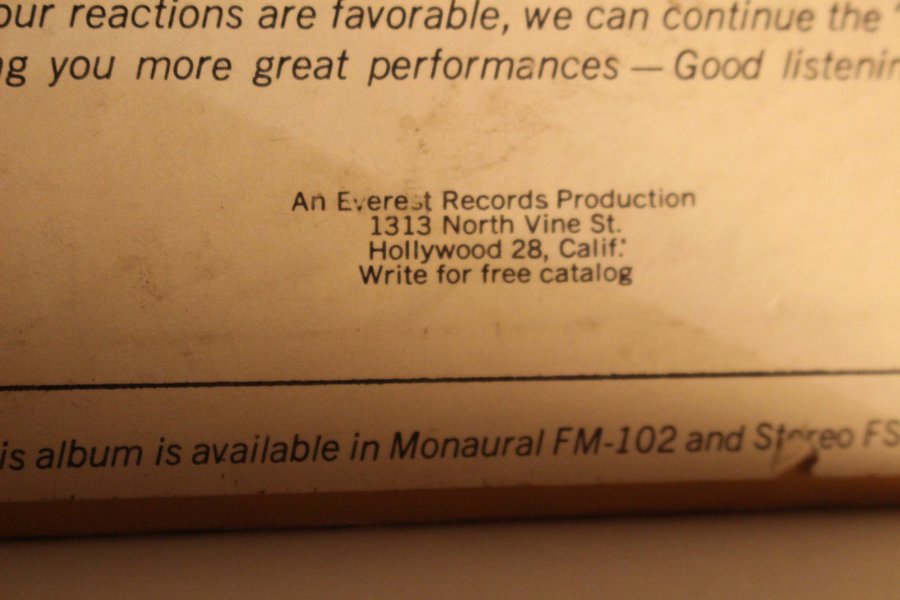 our reactions are favorable, we can continue the "
ng you more great performances — Good listenin
An Everest Records Production
1313 North Vine St.
Hollywood 28, Calif.
Write for free catalog
is album is available in Monaural FM-102 and Stereo FS